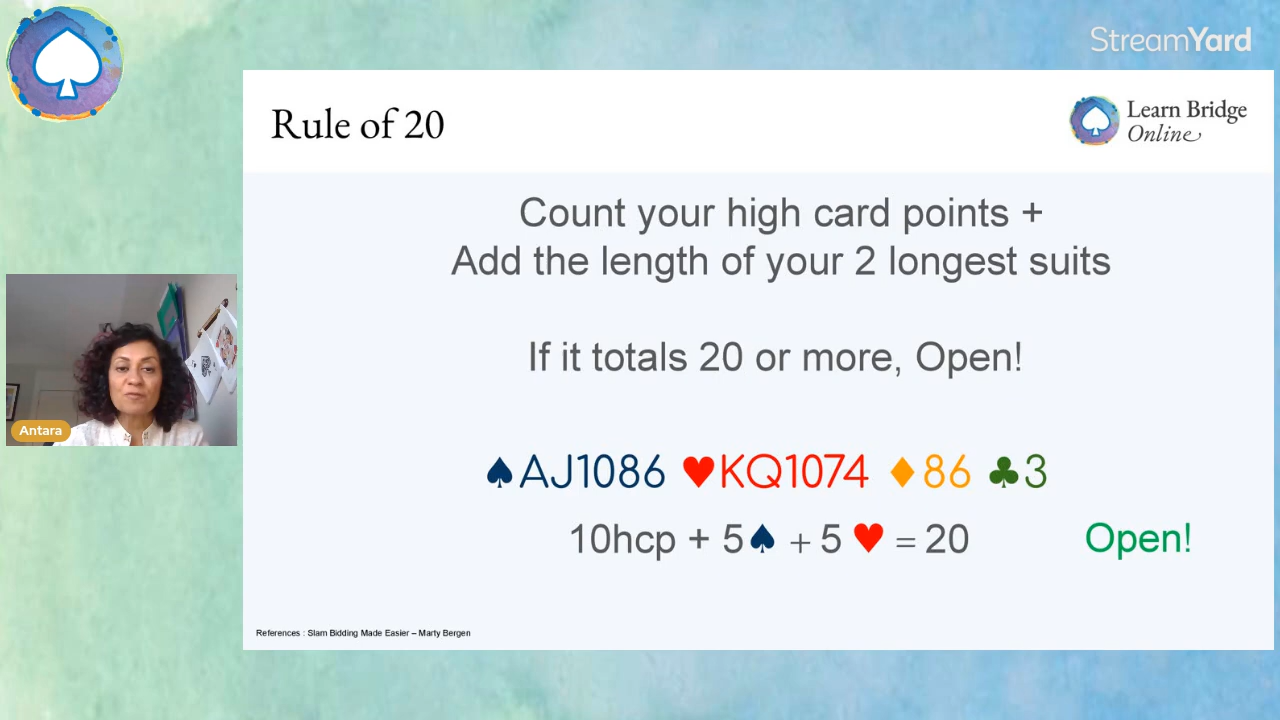 StreamYard
Rule of 20
Learn Bridge
Online
Count your high card points +
Add the length of your 2 longest suits
If it totals 20 or more, Open!
♠AJ1086 ♥KQ1074 ♦86 ♣3
10hcp + 5♠ + 5 ♥ = 20 Open!
Antara
References : Slam Bidding Made Easier – Marty Bergen